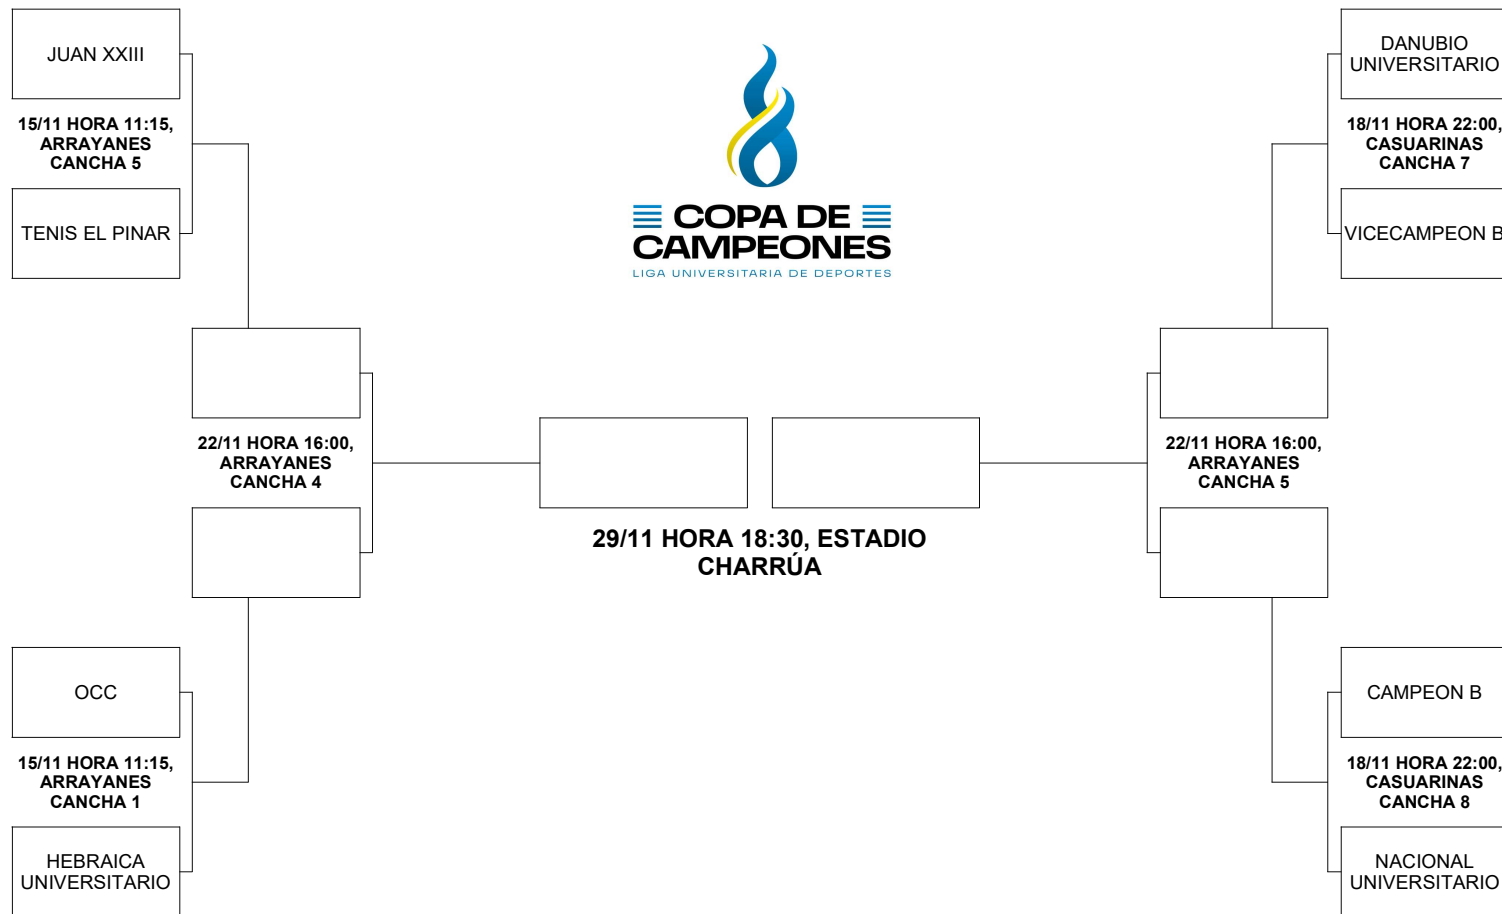 JUAN XXIII
15/11 HORA 11:15,
ARRAYANES
CANCHA 5
TENIS EL PINAR
COPA DE
CAMPEONES
LIGA UNIVERSITARIA DE DEPORTES
DANUBIO
UNIVERSITARIO
18/11 HORA 22:00,
CASUARINAS
CANCHA 7
VICECAMPEON B
22/11 HORA 16:00,
ARRAYANES
CANCHA 4
29/11 HORA 18:30, ESTADIO
CHARRÚA
22/11 HORA 16:00,
ARRAYANES
CANCHA 5
OCC
15/11 HORA 11:15,
ARRAYANES
CANCHA 1
HEBRAICA
UNIVERSITARIO
CAMPEON B
18/11 HORA 22:00,
CASUARINAS
CANCHA 8
NACIONAL
UNIVERSITARIO